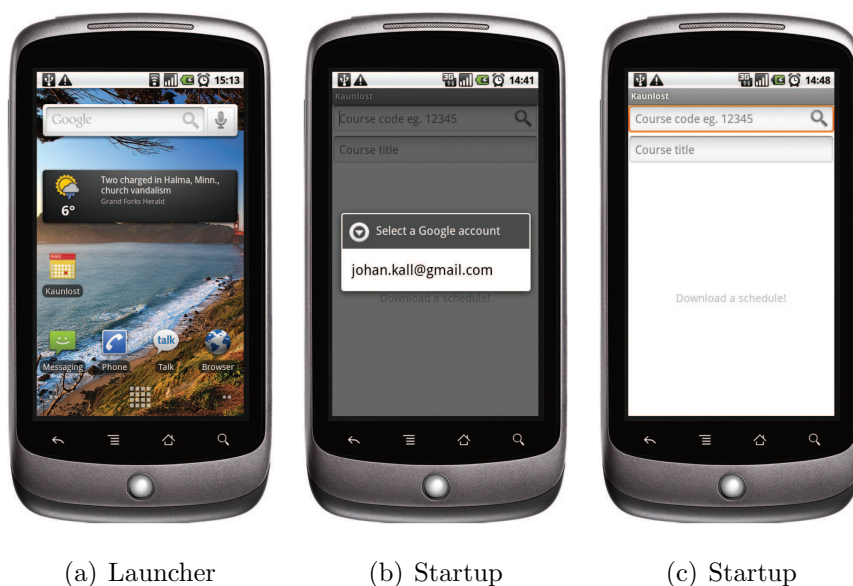 15:13
Google
Two charged in Halma, Minn.,
church vandalism
Grand Forks Herald
6°
Kaunlost
Messaging
Phone
talk
Talk
Browser
14:41
Kaunlost
Course code eg. 12345
Course title
Select a Google account
johan.kall@gmail.com
Download a schedule!
3G
14:48
Kaunlost
Course code eg. 12345
Course title
Download a schedule!
(a) Launcher
(b) Startup
(c) Startup